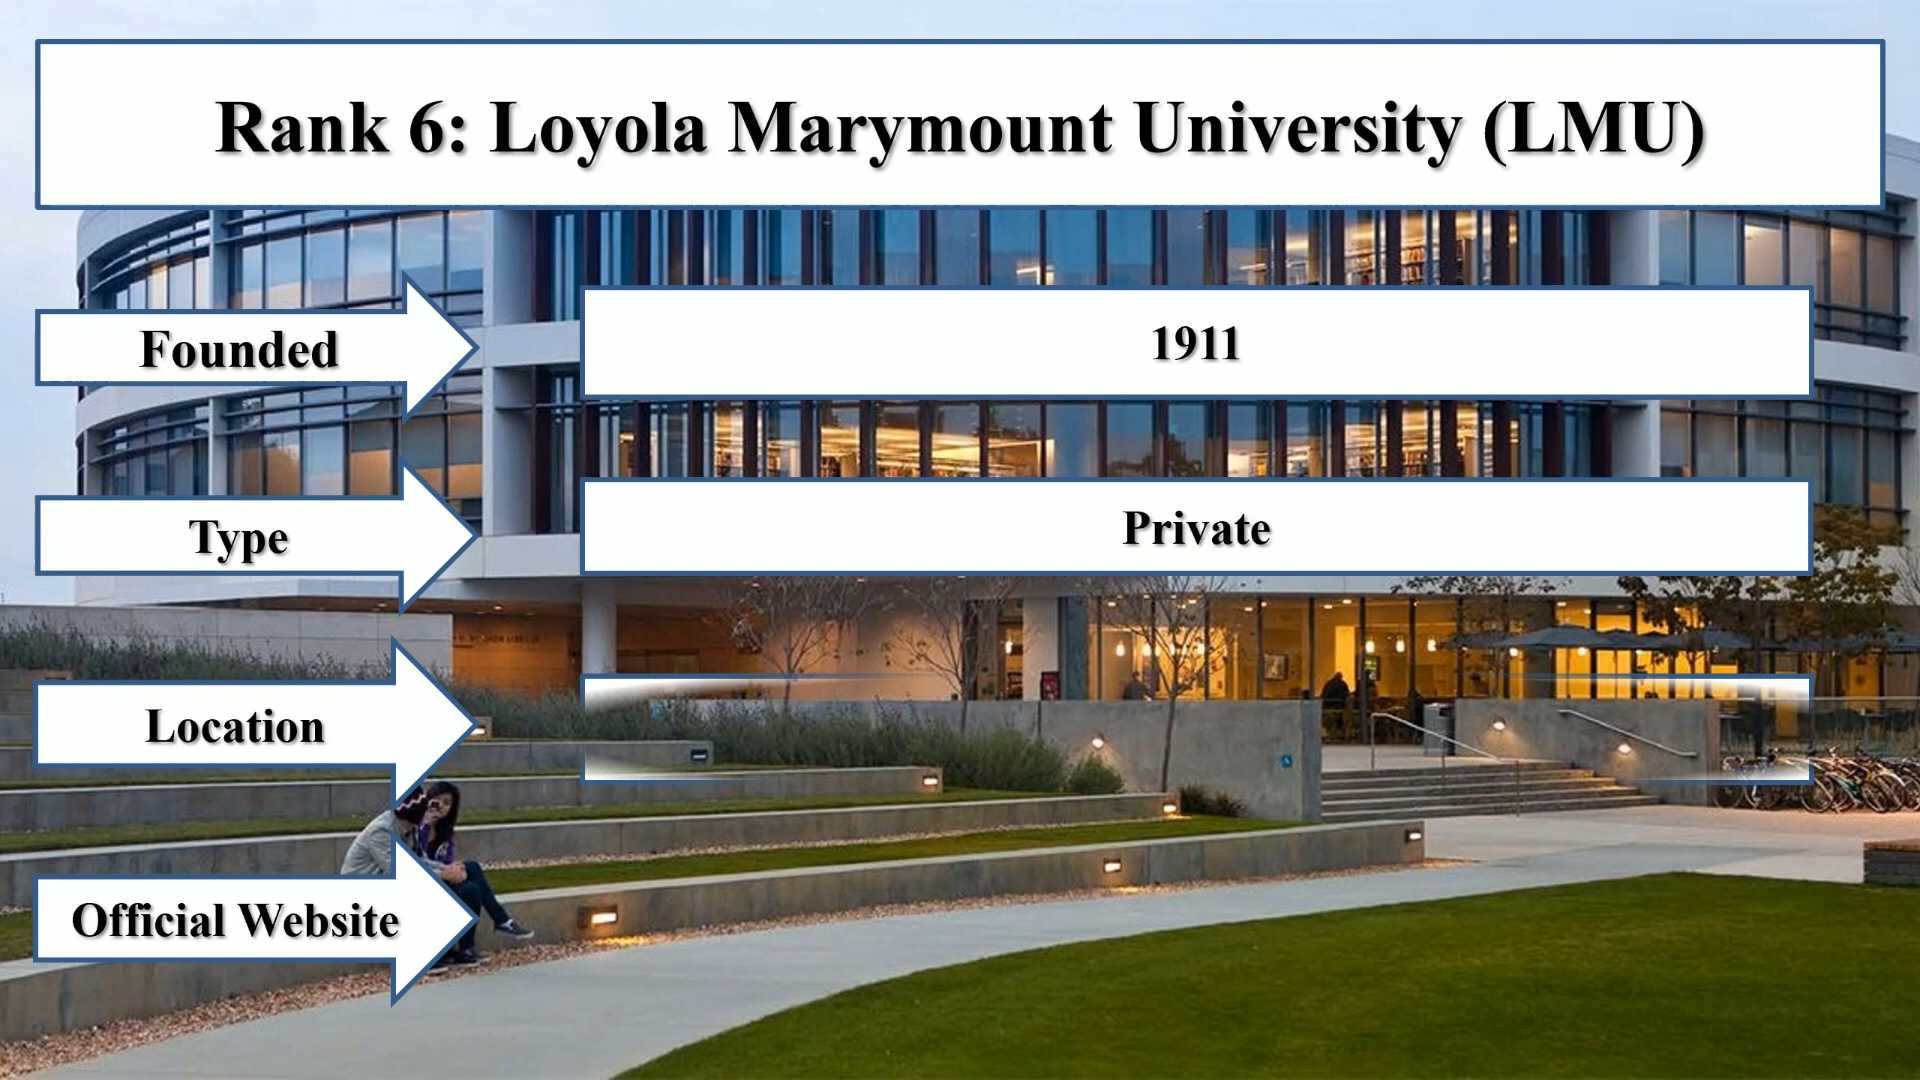 Rank 6: Loyola Marymount University (LMU)
Founded
1911
Type
Private
Location
Official Website